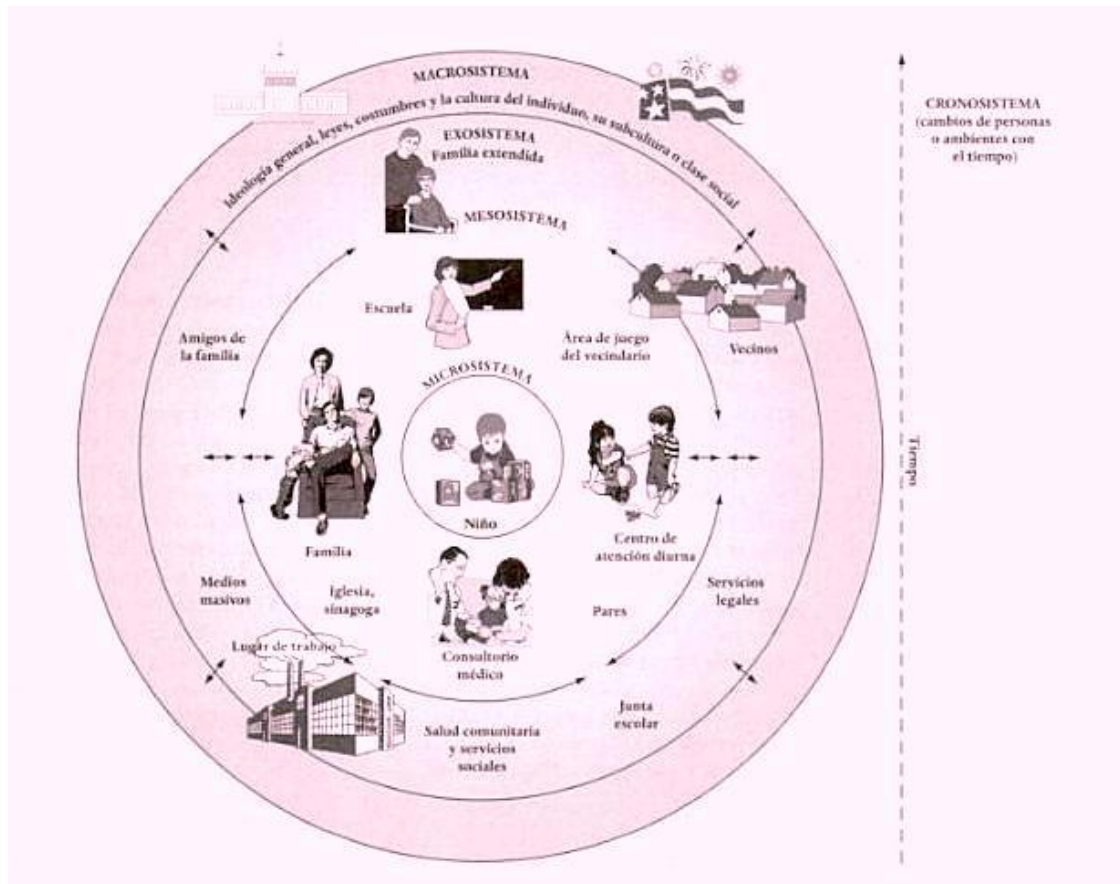 MACROSISTEMA
Ideología general, leyes, costumbres y la cultura del individuo, su subcultura o clase social
EXOSISTEMA
Familia extendida
MESOSISTEMA
Escuela
Amigos de
la familia
Área de juego
del vecindario
Vecinos
MICROSISTEMA
Niño
Familia
Centro de
atención diurna
Medios
masivos
Iglesia,
sinagoga
Consultorio
médico
Pares
Servicios
legales
Lugar de trabajo
Salud comunitaria
y servicios
sociales
Junta
escolar
CRONOSISTEMA
(cambios de personas
o ambientes con
el tiempo)
Tiempo